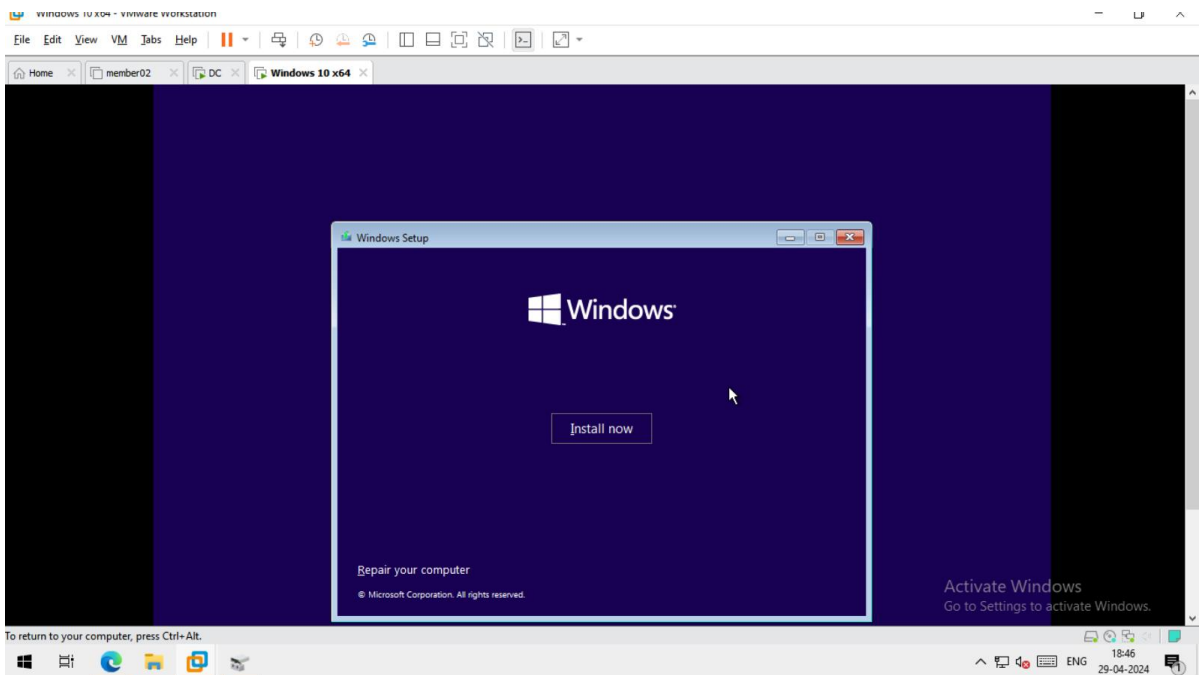 Windows 10 x64 - VMware Workstation
File Edit View VM Tabs Help
Home member02 DC Windows 10 x64
Windows Setup
Windows
Install now
Repair your computer
© Microsoft Corporation. All rights reserved.
Activate Windows
Go to Settings to activate Windows.
To return to your computer, press Ctrl+Alt.
ENG 18:46
29-04-2024
1